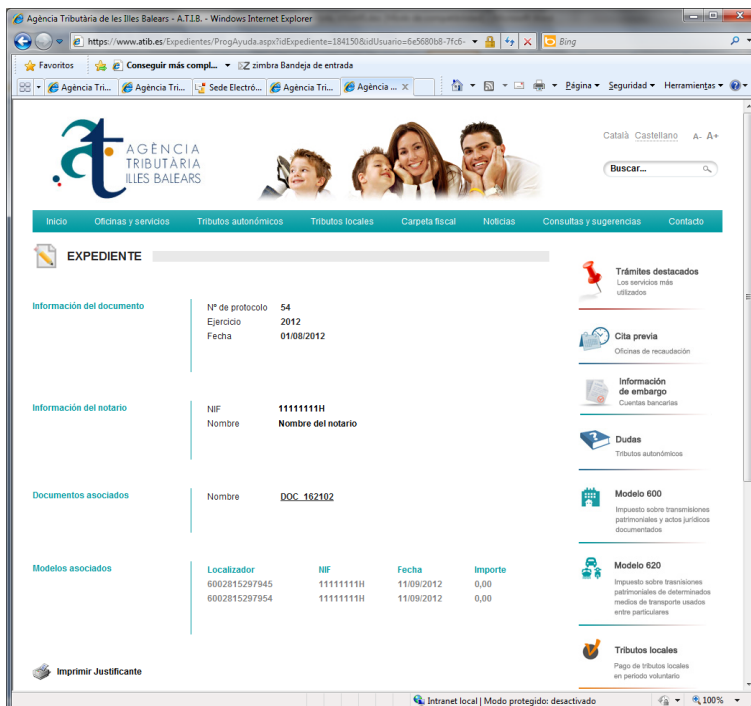 Agència Tributària de les Illes Balears - A.T.I.B. - Windows Internet Explorer
https://www.atib.es/Expedientes/ProgAyuda.aspx?idExpediente=184150&idUsuario=6e5680b8-7fc6-
Bing
Favoritos
Conseguir más compl...
zimbra Bandeja de entrada
Agència Tri...
Agència Tri...
Sede Electró...
Agència Tri...
Agència ... X
Página
Seguridad
Herramientas
AGÈNCIA
TRIBUTÀRIA
ILLES BALEARS
Català Castellano A- A+
Buscar...
Inicio Oficinas y servicios Tributos autonómicos Tributos locales Carpeta fiscal Noticias Consultas y sugerencias Contacto
EXPEDIENTE
Información del documento
Nº de protocolo 54
Ejercicio 2012
Fecha 01/08/2012
Información del notario
NIF 11111111H
Nombre Nombre del notario
Documentos asociados
Nombre DOC_162102
Modelos asociados
Localizador NIF Fecha Importe
6002815297945 11111111H 11/09/2012 0,00
6002815297954 11111111H 11/09/2012 0,00
Imprimir Justificante
Trámites destacados
Los servicios más
utilizados
Cita previa
Oficinas de recaudación
Información
de embargo
Cuentas bancarias
Dudas
Tributos autonómicos
Modelo 600
Impuesto sobre transmisiones
patrimoniales y actos jurídicos
documentados
Modelo 620
Impuesto sobre trasnisiones
patrimoniales de determinados
medios de transporte usados
entre particulares
Tributos locales
Pago de tributos locales
en periodo voluntario
Intranet local | Modo protegido: desactivado
100%